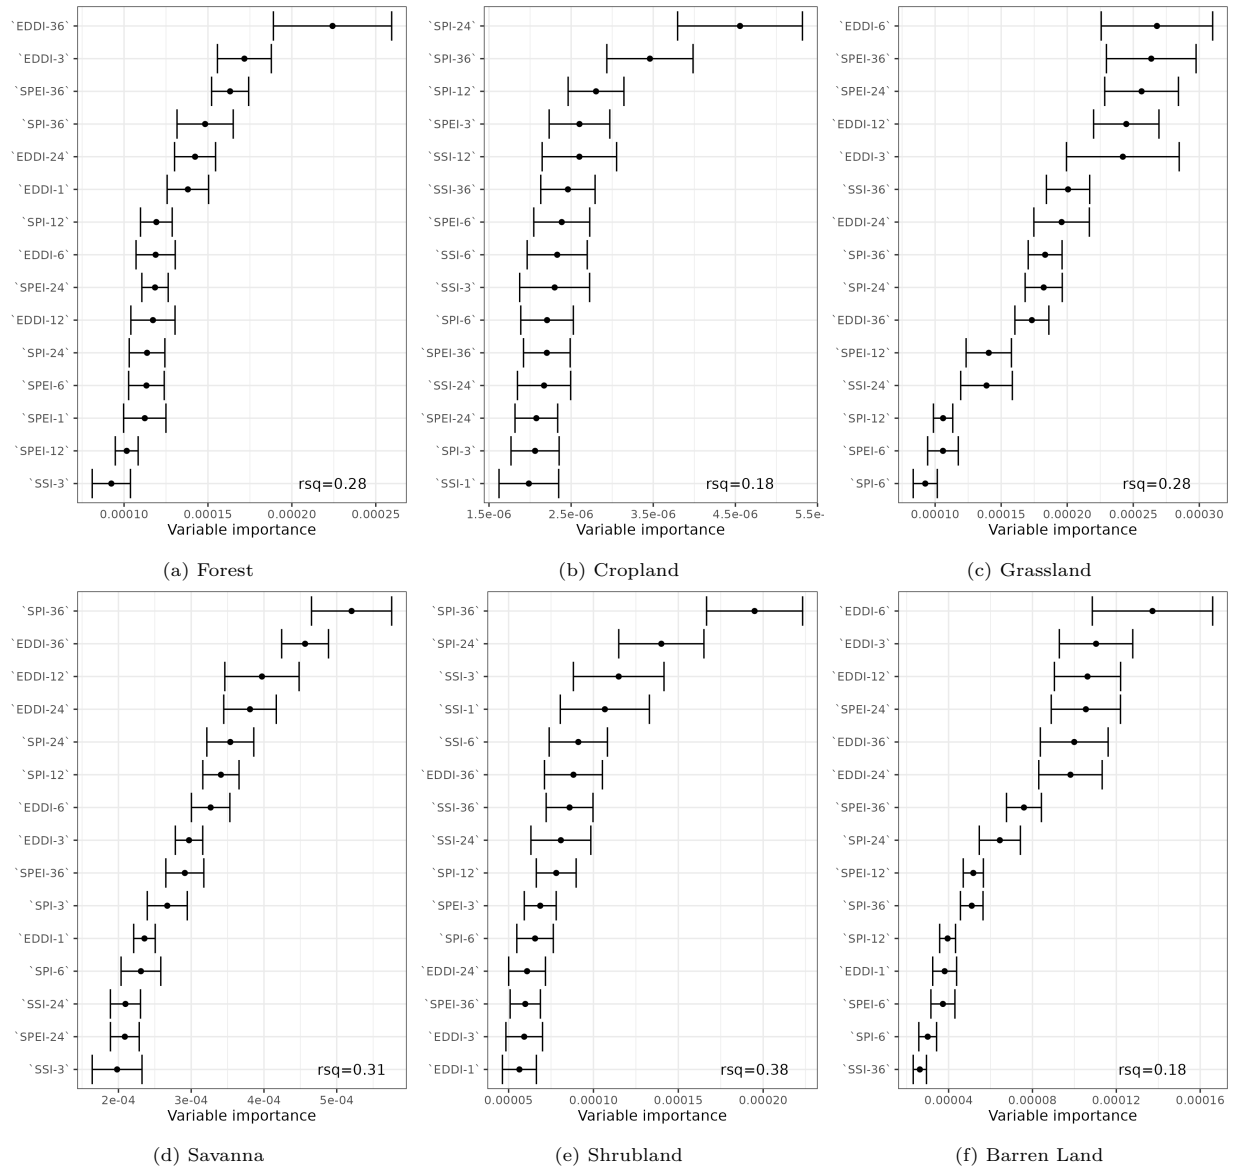 `EDDI-36`
`EDDI-3`
`SPEI-36`
`SPI-36`
`EDDI-24`
`EDDI-1`
`SPI-12`
`EDDI-6`
`SPEI-24`
`EDDI-12`
`SPI-24`
`SPEI-6`
`SPEI-1`
`SPEI-12`
`SSI-3`
rsq=0.28
0.00010 0.00015 0.00020 0.00025
Variable importance
(a) Forest
`SPI-24`
`SPI-36`
`SPI-12`
`SPEI-3`
`SSI-12`
`SSI-36`
`SPEI-6`
`SSI-6`
`SSI-3`
`SPI-6`
`SPEI-36`
`SSI-24`
`SPEI-24`
`SPI-3`
`SSI-1`
rsq=0.18
1.5e-06 2.5e-06 3.5e-06 4.5e-06 5.5e-
Variable importance
(b) Cropland
`EDDI-6`
`SPEI-36`
`SPEI-24`
`EDDI-12`
`EDDI-3`
`SSI-36`
`EDDI-24`
`SPI-36`
`SPI-24`
`EDDI-36`
`SPEI-12`
`SSI-24`
`SPI-12`
`SPEI-6`
`SPI-6`
rsq=0.28
0.00010 0.00015 0.00020 0.00025 0.00030
Variable importance
(c) Grassland
`SPI-36`
`EDDI-36`
`EDDI-12`
`EDDI-24`
`SPI-24`
`SPI-12`
`EDDI-6`
`EDDI-3`
`SPEI-36`
`SPI-3`
`EDDI-1`
`SPI-6`
`SSI-24`
`SPEI-24`
`SSI-3`
rsq=0.31
2e-04 3e-04 4e-04 5e-04
Variable importance
(d) Savanna
`SPI-36`
`SPI-24`
`SSI-3`
`SSI-1`
`SSI-6`
`EDDI-36`
`SSI-36`
`SSI-24`
`SPI-12`
`SPEI-3`
`SPI-6`
`EDDI-24`
`SPEI-36`
`EDDI-3`
`EDDI-1`
rsq=0.38
0.00005 0.00010 0.00015 0.00020
Variable importance
(e) Shrubland
`EDDI-6`
`EDDI-3`
`EDDI-12`
`SPEI-24`
`EDDI-36`
`EDDI-24`
`SPEI-36`
`SPI-24`
`SPEI-12`
`SPI-36`
`SPI-12`
`EDDI-1`
`SPEI-6`
`SPI-6`
`SSI-36`
rsq=0.18
0.00004 0.00008 0.00012 0.00016
Variable importance
(f) Barren Land